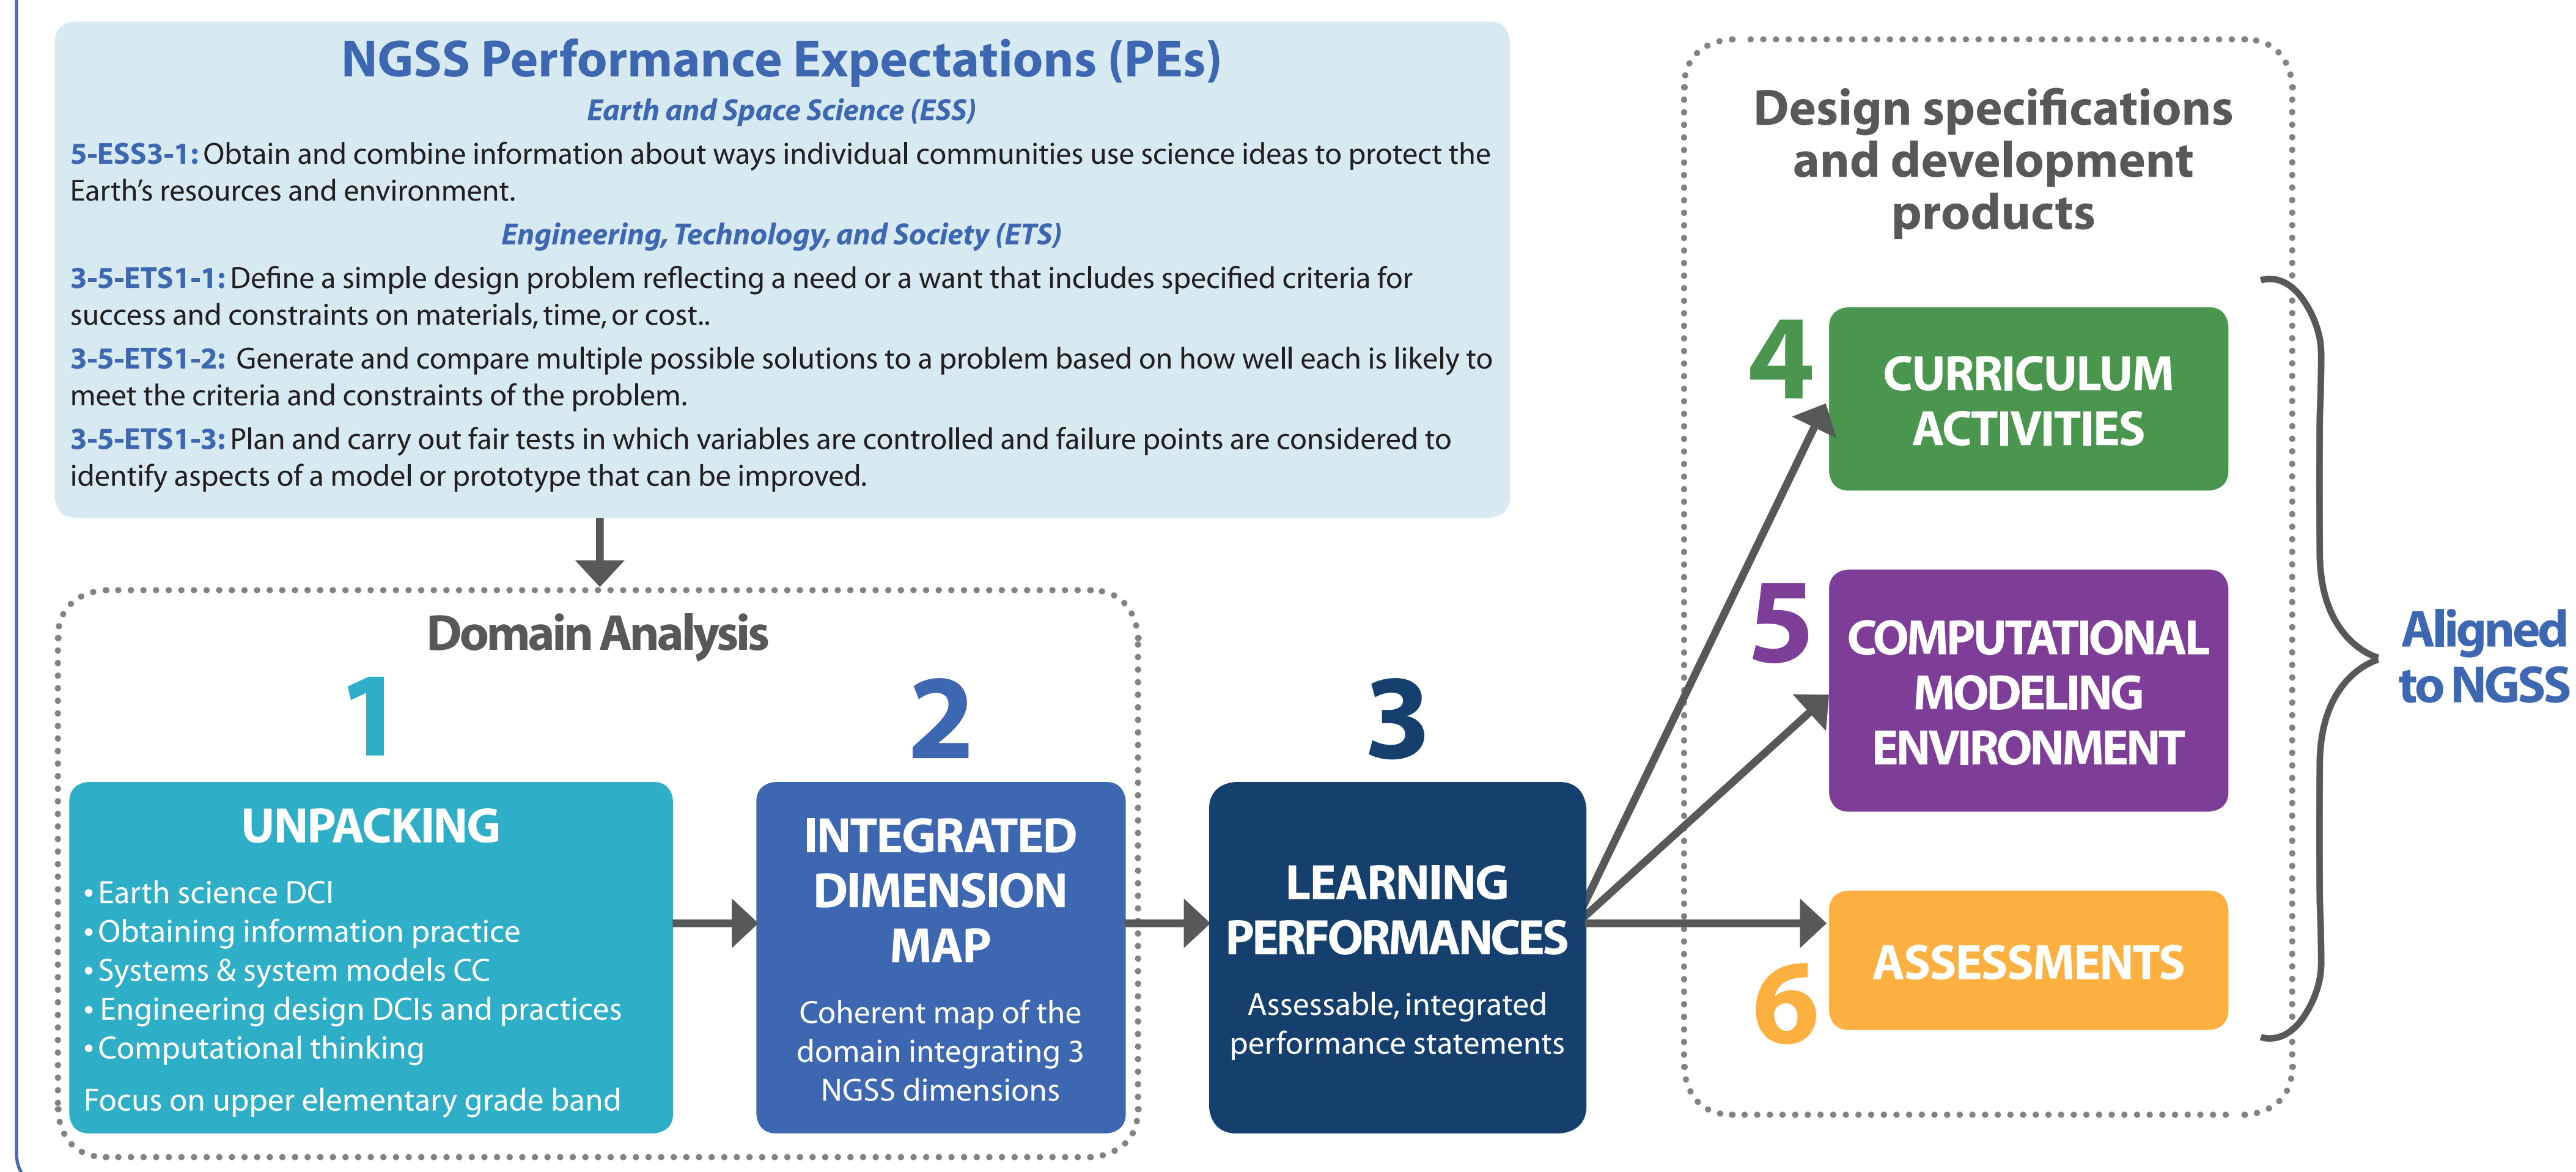 NGSS Performance Expectations (PEs)
Earth and Space Science (ESS)
5-ESS3-1: Obtain and combine information about ways individual communities use science ideas to protect the
Earth's resources and environment.
Engineering, Technology, and Society (ETS)
3-5-ETS1-1: Define a simple design problem reflecting a need or a want that includes specified criteria for
success and constraints on materials, time, or cost..
3-5-ETS1-2: Generate and compare multiple possible solutions to a problem based on how well each is likely to
meet the criteria and constraints of the problem.
3-5-ETS1-3: Plan and carry out fair tests in which variables are controlled and failure points are considered to
identify aspects of a model or prototype that can be improved.
Domain Analysis
1
UNPACKING
• Earth science DCI
• Obtaining information practice
• Systems & system models CC
• Engineering design DCIs and practices
• Computational thinking
Focus on upper elementary grade band
2
INTEGRATED
DIMENSION
MAP
Coherent map of the
domain integrating 3
NGSS dimensions
3
LEARNING
PERFORMANCES
Assessable, integrated
performance statements
Design specifications
and development
products
4
CURRICULUM
ACTIVITIES
5
COMPUTATIONAL
MODELING
ENVIRONMENT
6
ASSESSMENTS
Aligned
to NGSS